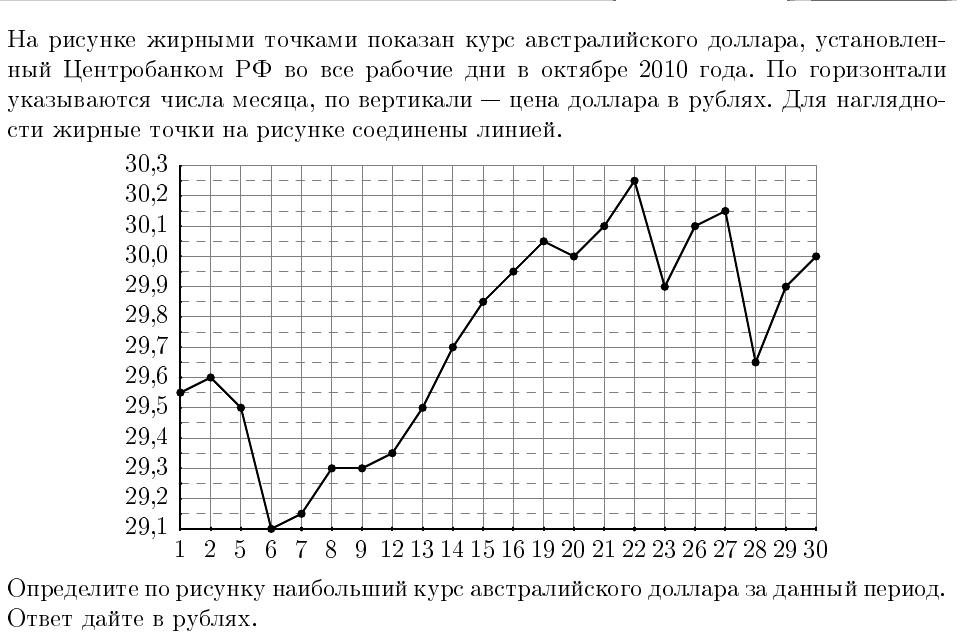 На рисунке жирными точками показан курс австралийского доллара, установлен-
ный Центробанком РФ во все рабочие дни в октябре 2010 года. По горизонтали
указываются числа месяца, по вертикали — цена доллара в рублях. Для наглядно-
сти жирные точки на рисунке соединены линией.
30,3
30,2
30,1
30,0
29,9
29,8
29,7
29,6
29,5
29,4
29,3
29,2
29,1
1 2 5 6 7 8 9 12 13 14 15 16 19 20 21 22 23 26 27 28 29 30
Определите по рисунку наибольший курс австралийского доллара за данный период.
Ответ дайте в рублях.